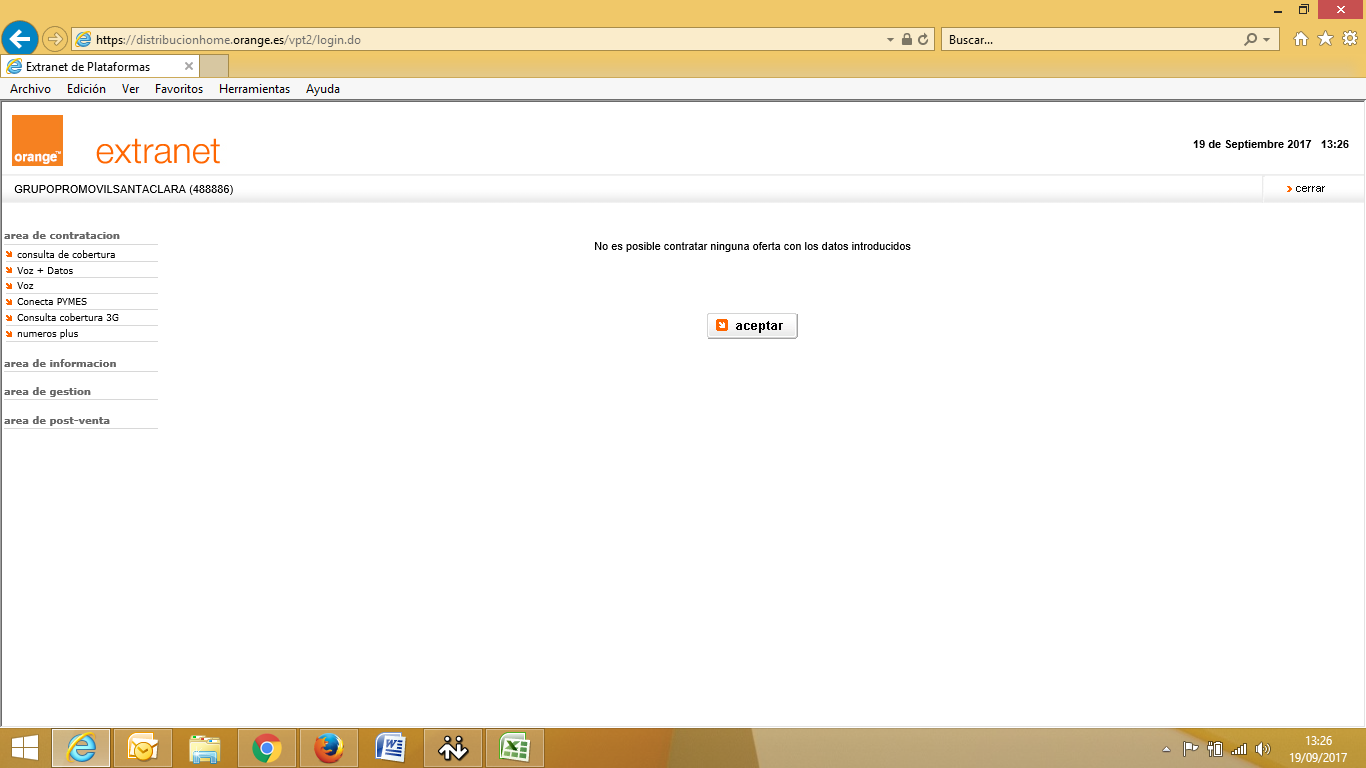 https://distribucionhome.orange.es/vpt2/login.do
Buscar...
Extranet de Plataformas
Archivo Edición Ver Favoritos Herramientas Ayuda
orange™
extranet
19 de Septiembre 2017 13:26
GRUPOPROMOVILSANTACLARA (488886)
cerrar
area de contratacion
consulta de cobertura
Voz + Datos
Voz
Conecta PYMES
Consulta cobertura 3G
numeros plus
area de informacion
area de gestion
area de post-venta
No es posible contratar ninguna oferta con los datos introducidos
aceptar
13:26
19/09/2017